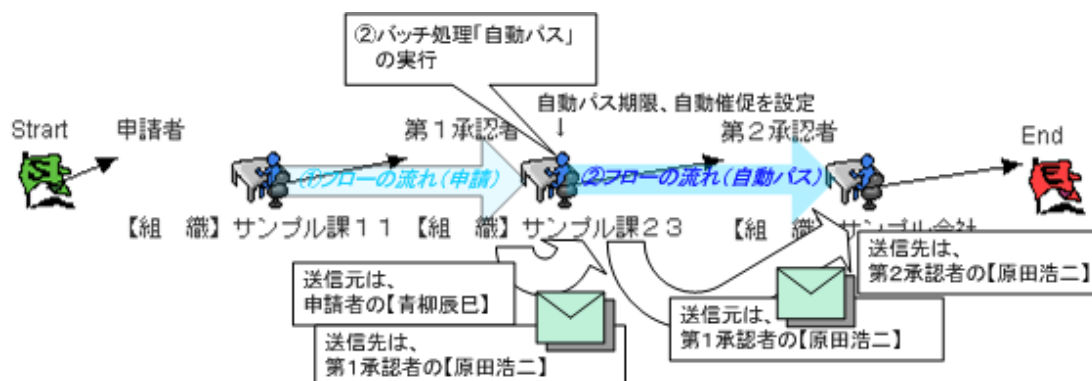 ②バッチ処理「自動パス」
の実行
自動パス期限、自動催促を設定
↓
Strart
申請者
第１承認者
第２承認者
End
①フローの流れ（申請）
②フローの流れ（自動パス）
【組　織】サンプル課１１
【組　織】サンプル課２３
【組　織】サンプル会社
送信元は、
申請者の【青柳辰巳】
送信先は、
第1承認者の【原田浩二】
送信元は、
第1承認者の【原田浩二】
送信先は、
第2承認者の【原田浩二】